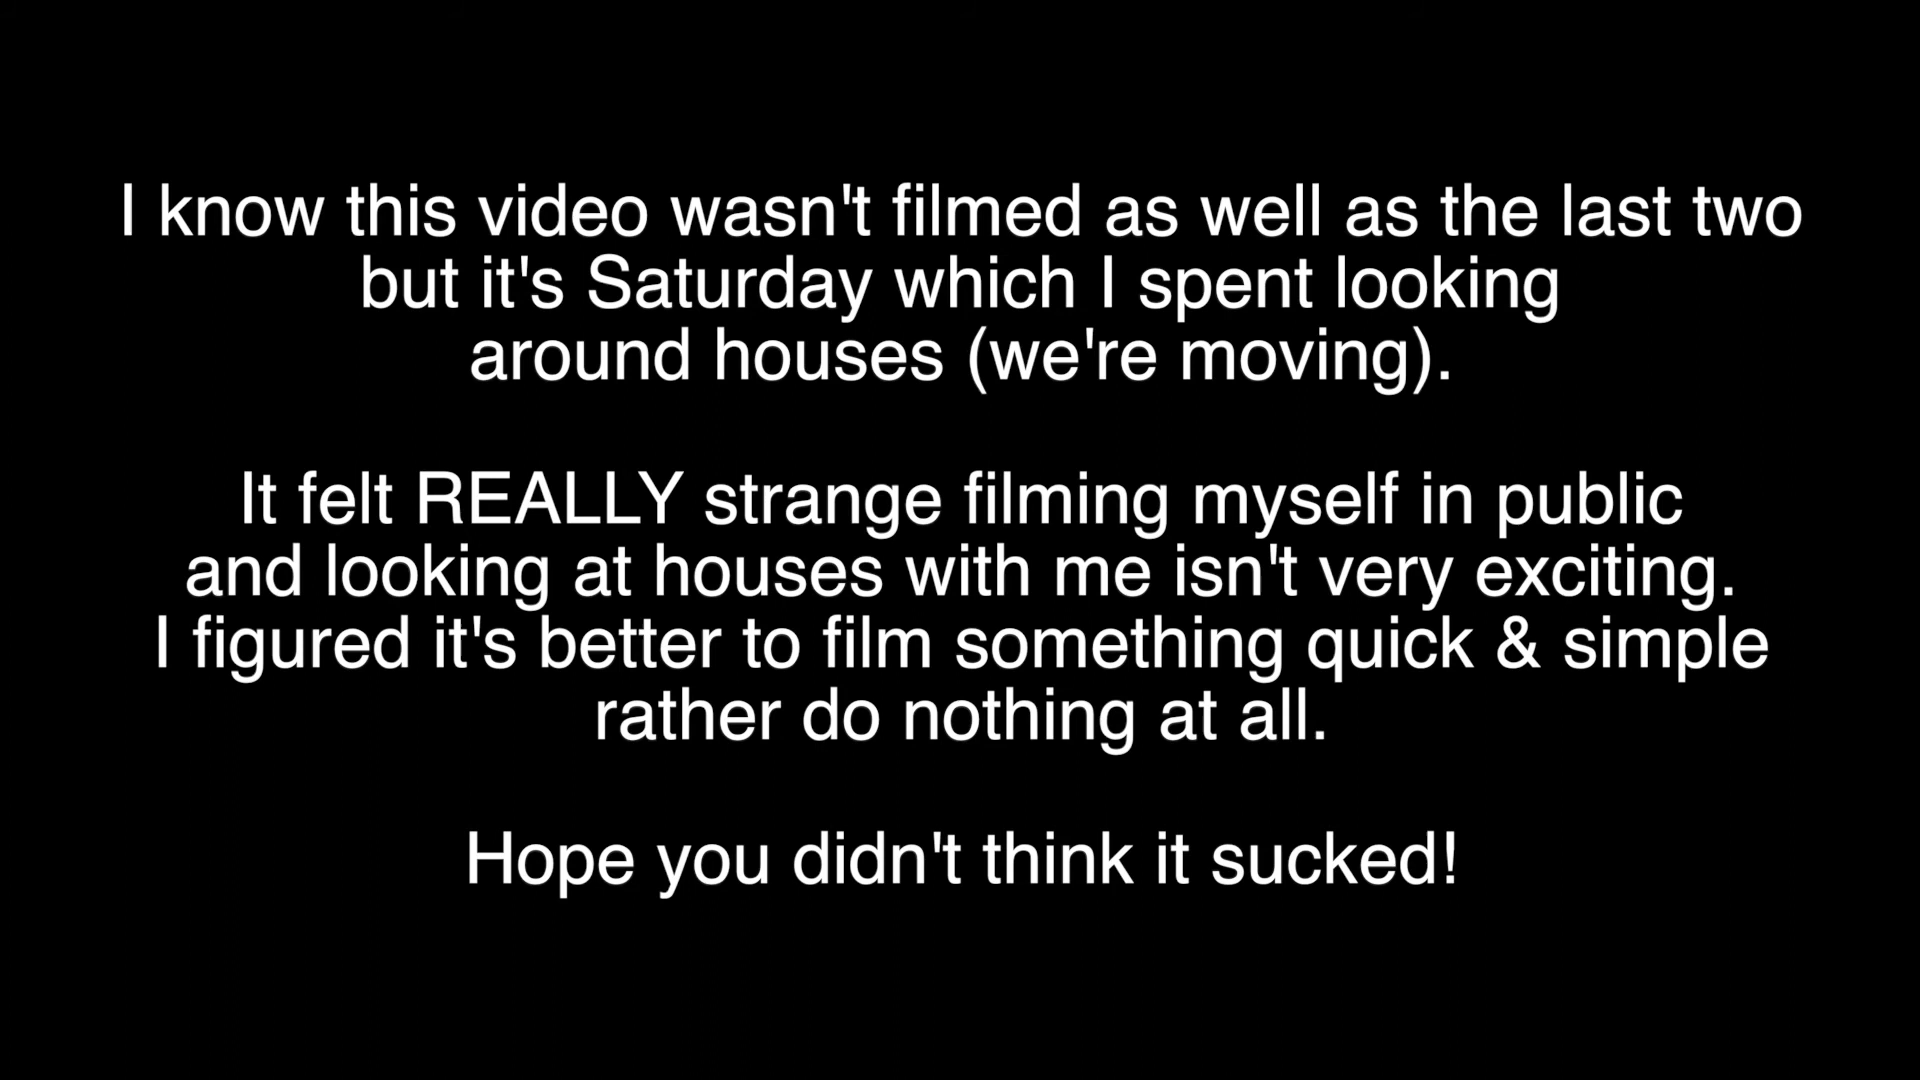 I know this video wasn't filmed as well as the last two
but it's Saturday which I spent looking
around houses (we're moving).
It felt REALLY strange filming myself in public
and looking at houses with me isn't very exciting.
I figured it's better to film something quick & simple
rather do nothing at all.
Hope you didn't think it sucked!